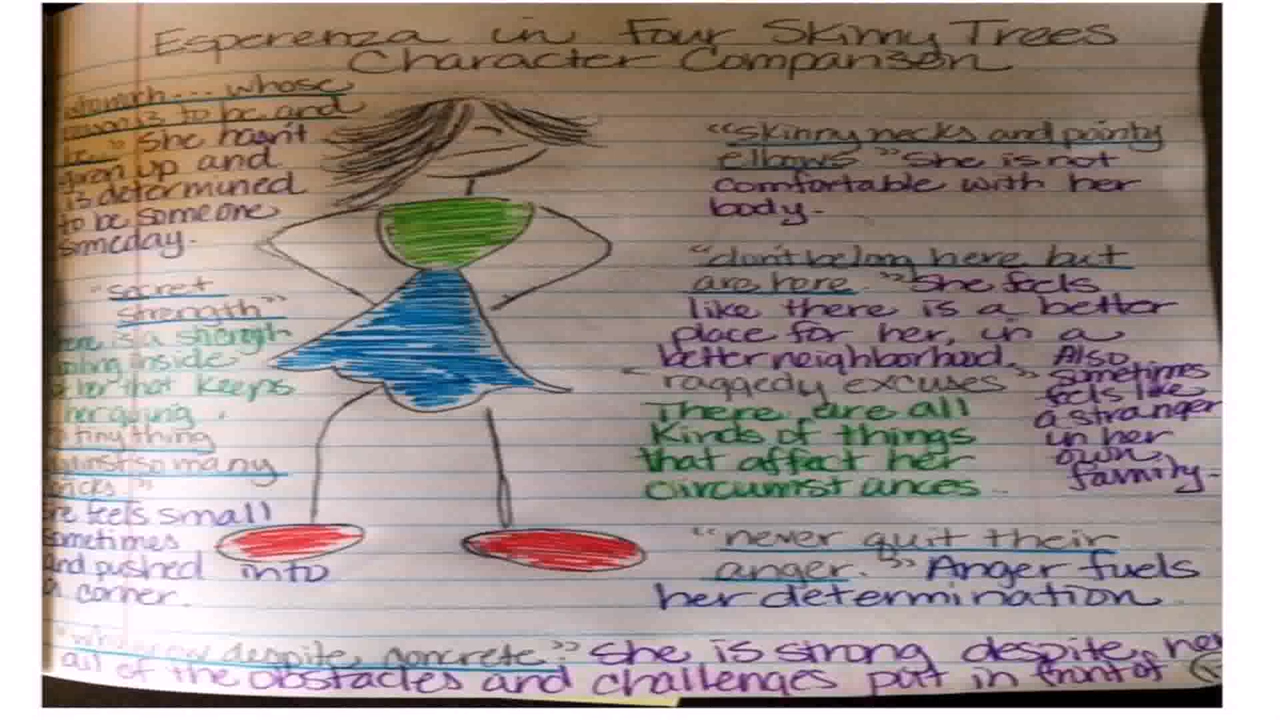 Esperenza in Four Skinny Trees
Character Comparison
... whose
to be and
be." She hasn't
up and
is determined
to be someone
someday.
"secret
strength"
is a strength
inside
her that keeps
her going.
tiny thing
so many
"
feels small
sometimes
and pushed into
a corner.
"skinny necks and pointy
elbows" She is not
comfortable with her
body.
"don't belong here but
are here." She feels
like there is a better
place for her, in a
better neighborhood.
Also
sometimes
feels like
a stranger
in her
own
family.
"raggedy excuses"
There are all
kinds of things
that affect her
circumstances.
"never quit their
anger." Anger fuels
her determination
"who grow despite concrete." She is strong despite her
all of the obstacles and challenges put in front of